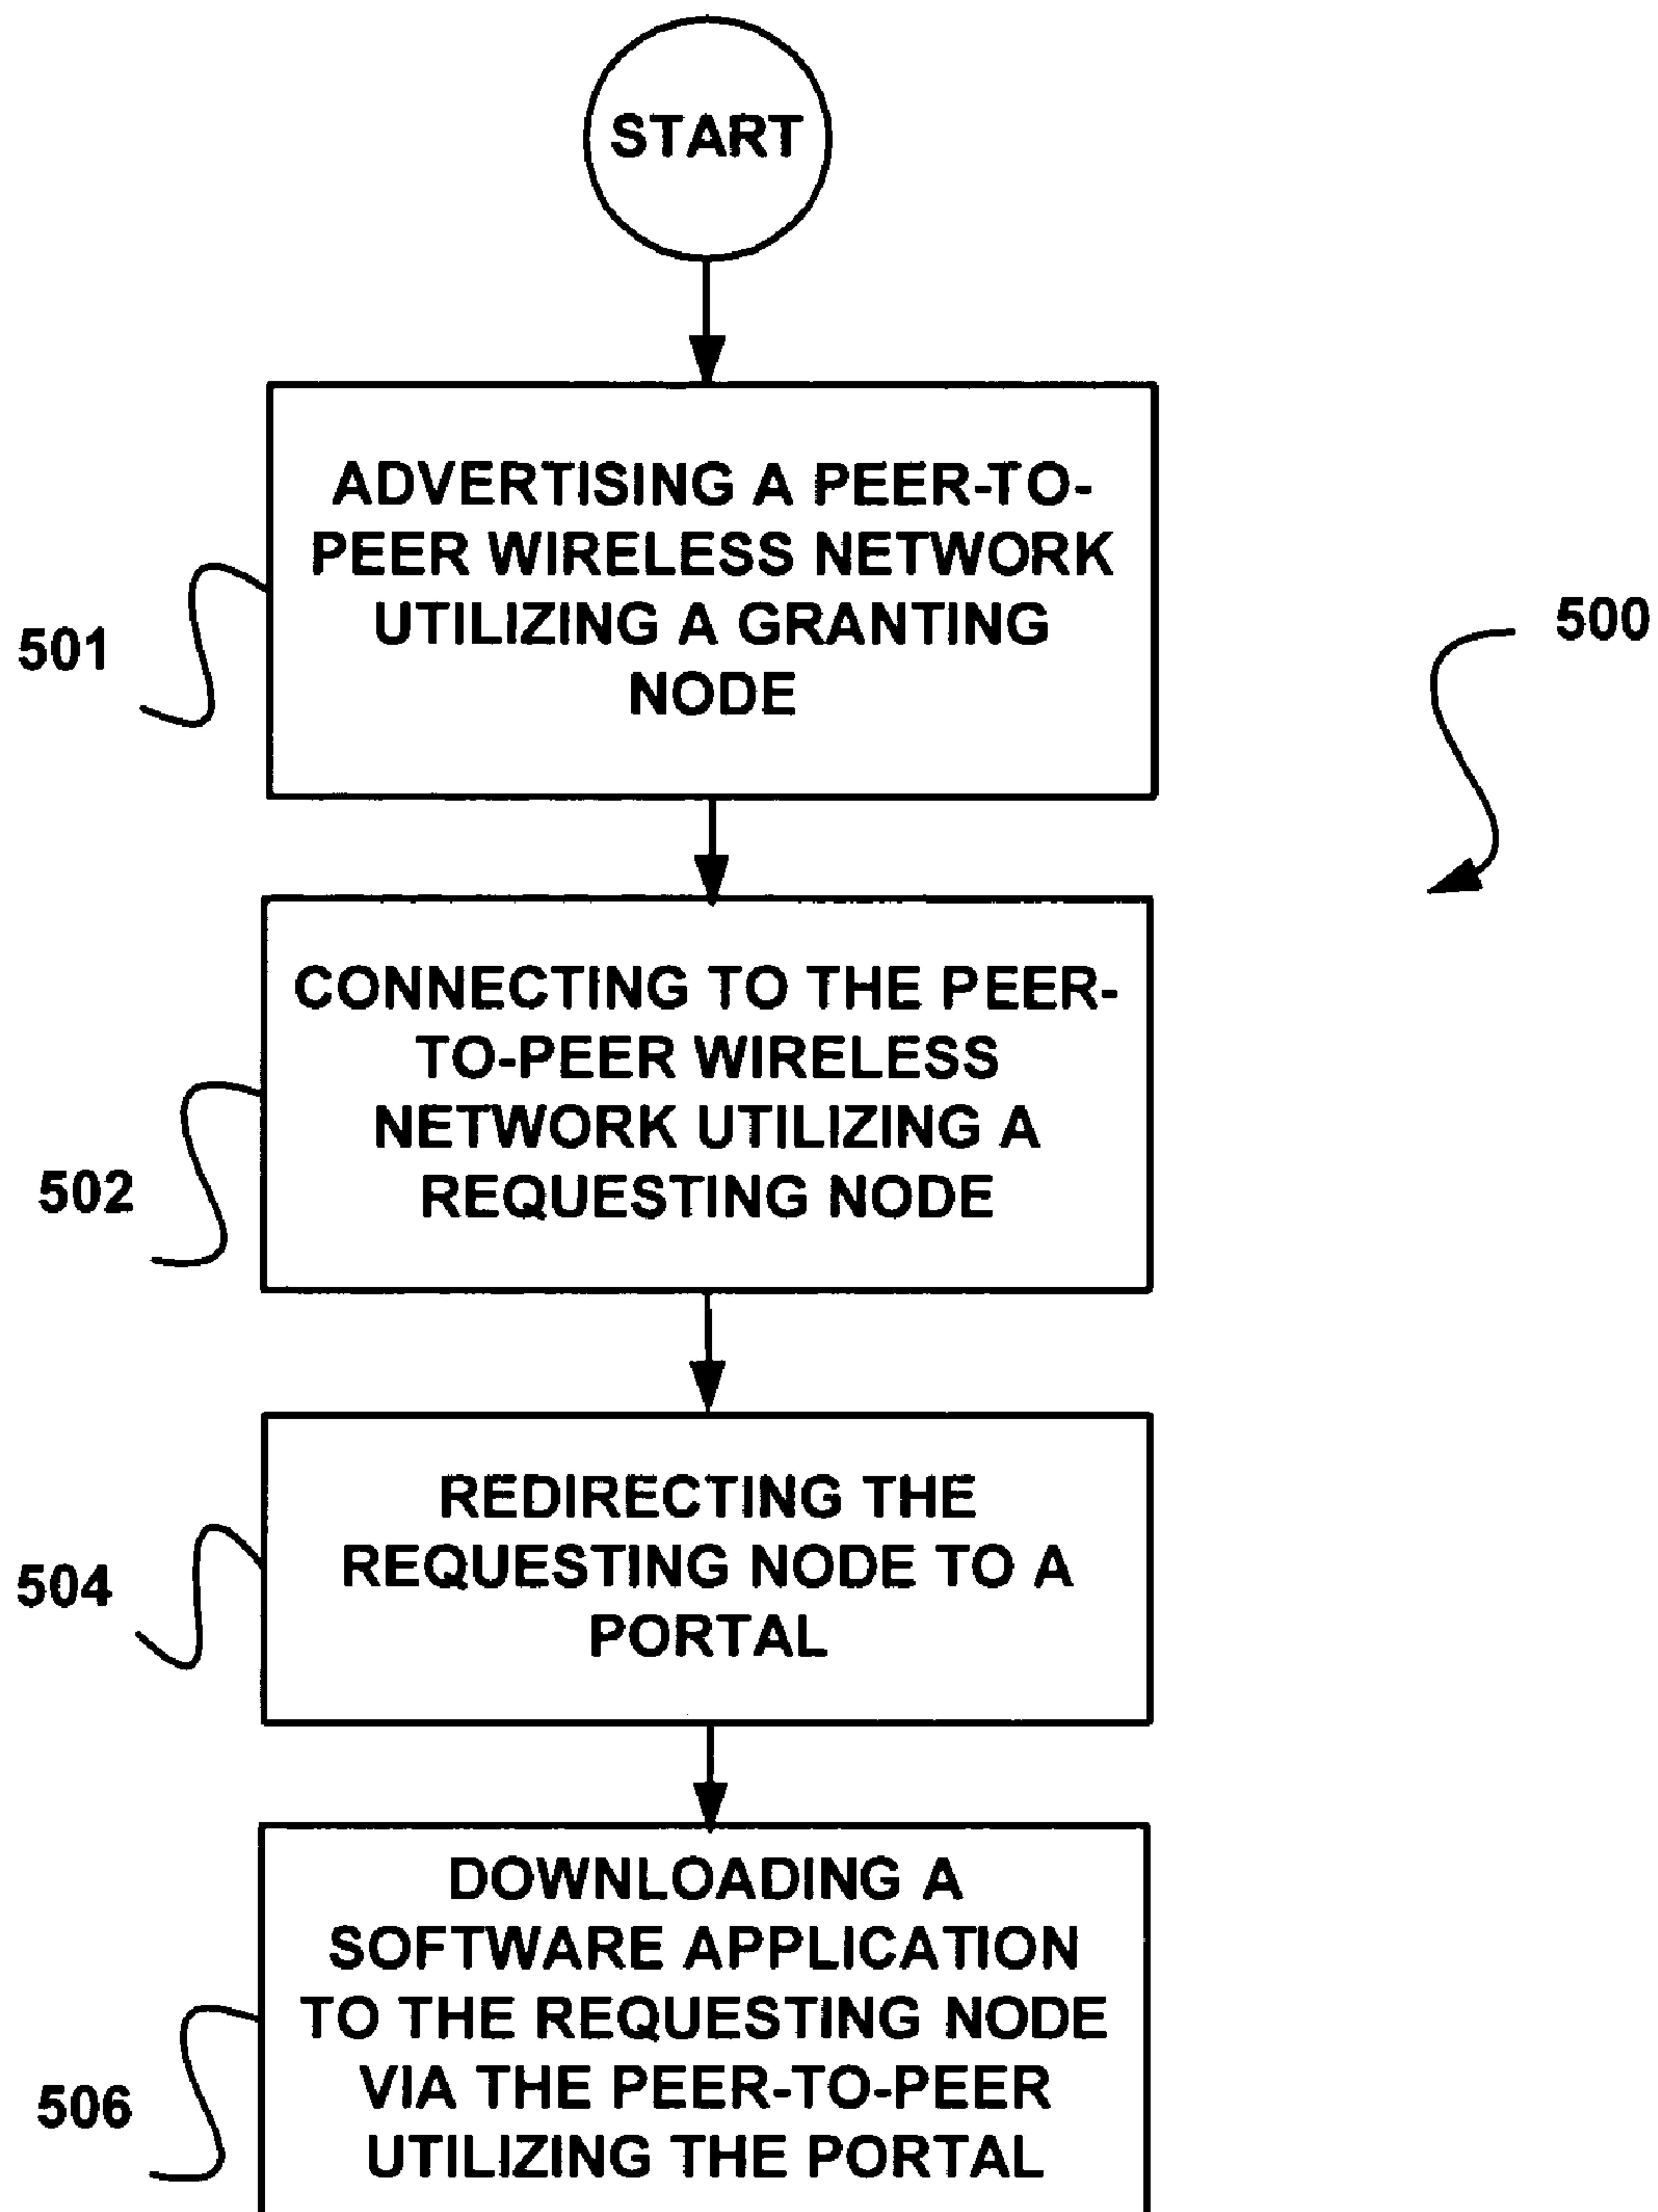 START
ADVERTISING A PEER-TO-
PEER WIRELESS NETWORK
UTILIZING A GRANTING
NODE
501
500
CONNECTING TO THE PEER-
TO-PEER WIRELESS
NETWORK UTILIZING A
REQUESTING NODE
502
REDIRECTING THE
REQUESTING NODE TO A
PORTAL
504
DOWNLOADING A
SOFTWARE APPLICATION
TO THE REQUESTING NODE
VIA THE PEER-TO-PEER
UTILIZING THE PORTAL
506